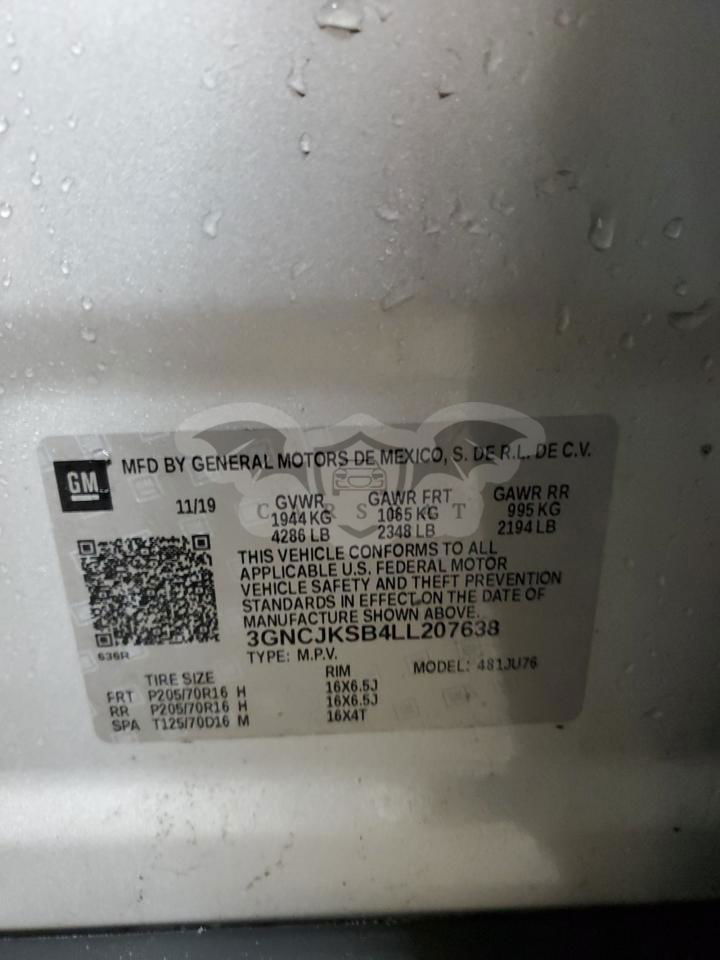 GM
MFD BY GENERAL MOTORS DE MEXICO, S. DE R.L. DE C.V.
11/19 GVWR GAWR FRT GAWR RR
1944 KG 1065 KG 995 KG
4286 LB 2348 LB 2194 LB
THIS VEHICLE CONFORMS TO ALL
APPLICABLE U.S. FEDERAL MOTOR
VEHICLE SAFETY AND THEFT PREVENTION
STANDARDS IN EFFECT ON THE DATE OF
MANUFACTURE SHOWN ABOVE.
3GNCJKSB4LL207638
636R
TYPE: M.P.V. MODEL: 481JU76
TIRE SIZE RIM
FRT P205/70R16 H 16X6.5J
RR P205/70R16 H 16X6.5J
SPA T125/70D16 M 16X4T